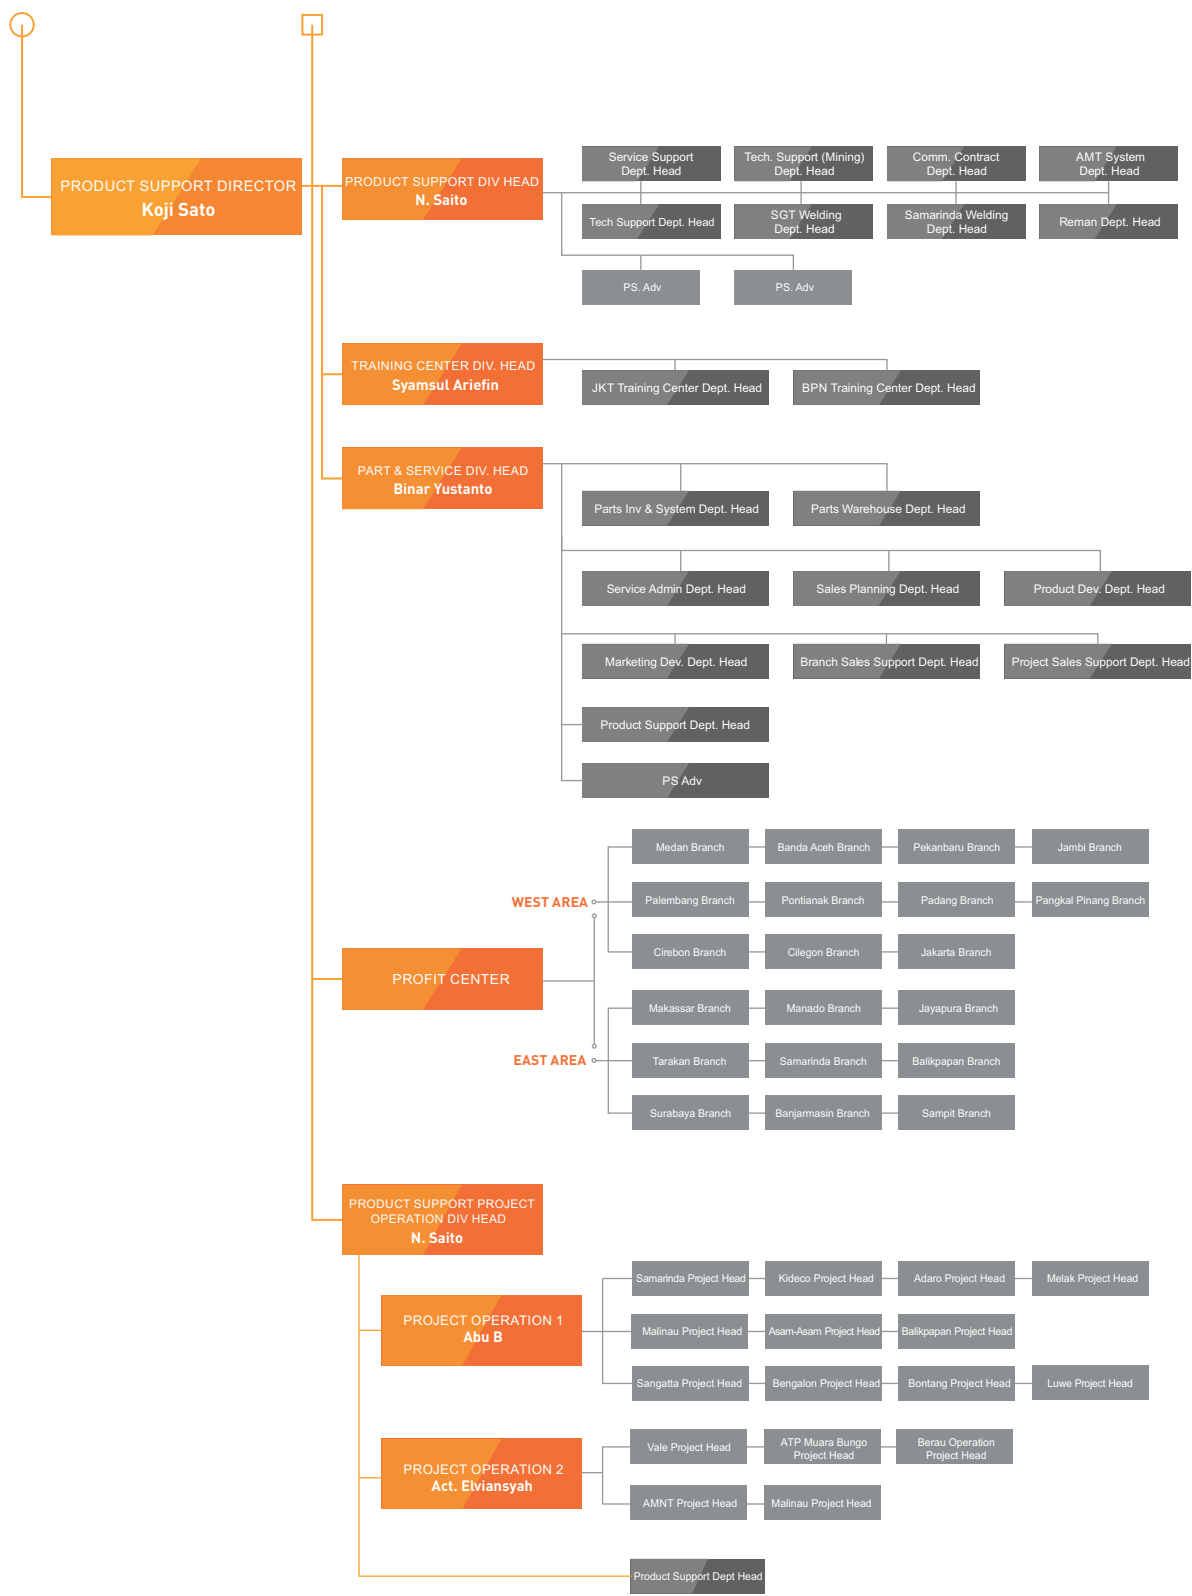 PRODUCT SUPPORT DIRECTOR
Koji Sato
PRODUCT SUPPORT DIV HEAD
N. Saito
Service Support
Dept. Head
Tech. Support (Mining)
Dept. Head
Comm. Contract
Dept. Head
AMT System
Dept. Head
Tech Support Dept. Head
SGT Welding
Dept. Head
Samarinda Welding
Dept. Head
Reman Dept. Head
PS. Adv
PS. Adv
TRAINING CENTER DIV. HEAD
Syamsul Ariefin
JKT Training Center Dept. Head
BPN Training Center Dept. Head
PART & SERVICE DIV. HEAD
Binar Yustanto
Parts Inv & System Dept. Head
Parts Warehouse Dept. Head
Service Admin Dept. Head
Sales Planning Dept. Head
Product Dev. Dept. Head
Marketing Dev. Dept. Head
Branch Sales Support Dept. Head
Project Sales Support Dept. Head
Product Support Dept. Head
PS Adv
PROFIT CENTER
WEST AREA
Medan Branch
Banda Aceh Branch
Pekanbaru Branch
Jambi Branch
Palembang Branch
Pontianak Branch
Padang Branch
Pangkal Pinang Branch
Cirebon Branch
Cilegon Branch
Jakarta Branch
EAST AREA
Makassar Branch
Manado Branch
Jayapura Branch
Tarakan Branch
Samarinda Branch
Balikpapan Branch
Surabaya Branch
Banjarmasin Branch
Sampit Branch
PRODUCT SUPPORT PROJECT
OPERATION DIV HEAD
N. Saito
PROJECT OPERATION 1
Abu B
Samarinda Project Head
Kideco Project Head
Adaro Project Head
Melak Project Head
Malinau Project Head
Asam-Asam Project Head
Balikpapan Project Head
Sangatta Project Head
Bengalon Project Head
Bontang Project Head
Luwe Project Head
PROJECT OPERATION 2
Act. Elviansyah
Vale Project Head
ATP Muara Bungo
Project Head
Berau Operation
Project Head
AMNT Project Head
Malinau Project Head
Product Support Dept Head